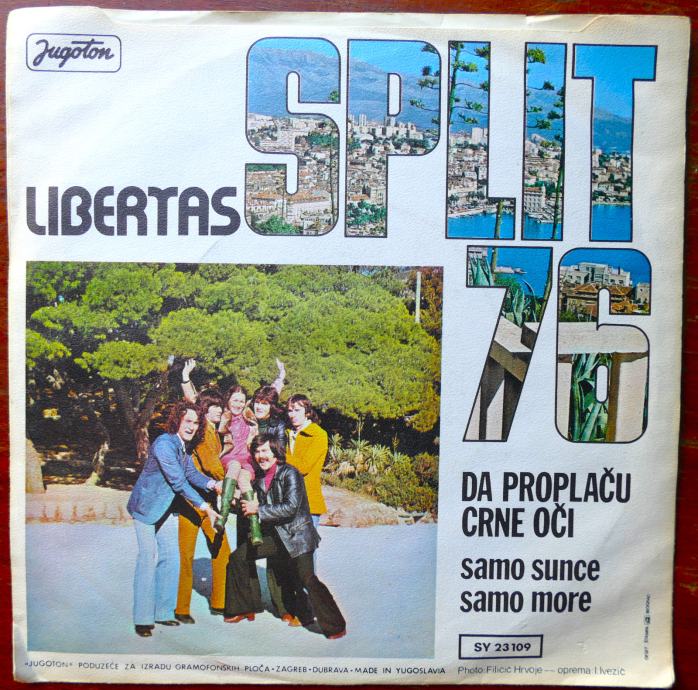 Jugoton
SPLIT
LIBERTAS
76
DA PROPLAČU
CRNE OČI
samo sunce
samo more
SY 23109
»JUGOTON« PODUZEĆE ZA IZRADU GRAMOFONSKIH PLOČA • ZAGREB • DUBRAVA • MADE IN YUGOSLAVIA
Photo: Filičić Hrvoje — oprema: I. Ivezić